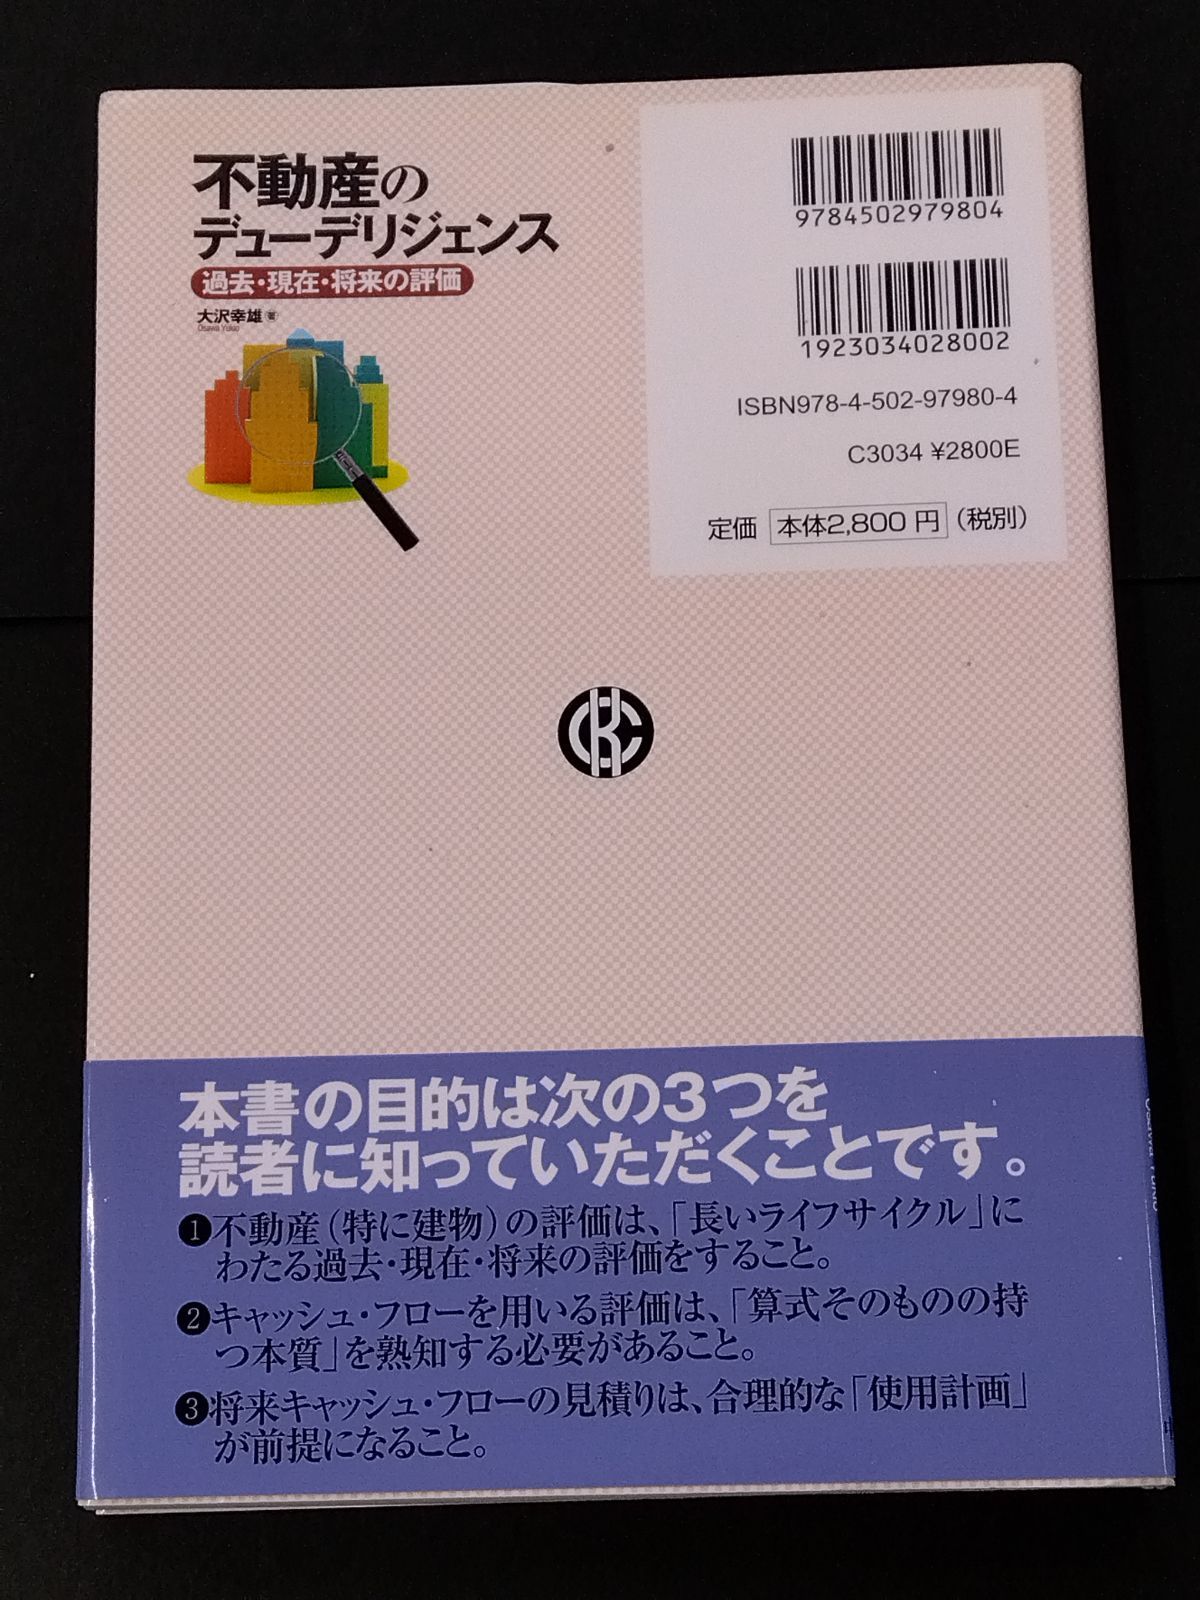 不動産の
デューデリジェンス
過去・現在・将来の評価
大沢幸雄 著
Osawa Yukio
9784502979804
1923034028002
ISBN978-4-502-97980-4
C3034 ¥2800E
定価 本体2,800 円 (税別)
本書の目的は次の3つを
読者に知っていただくことです。
❶不動産(特に建物)の評価は、「長いライフサイクル」に
わたる過去・現在・将来の評価をすること。
❷キャッシュ・フローを用いる評価は、「算式そのものの持
つ本質」を熟知する必要があること。
❸将来キャッシュ・フローの見積りは、合理的な「使用計画」
が前提になること。